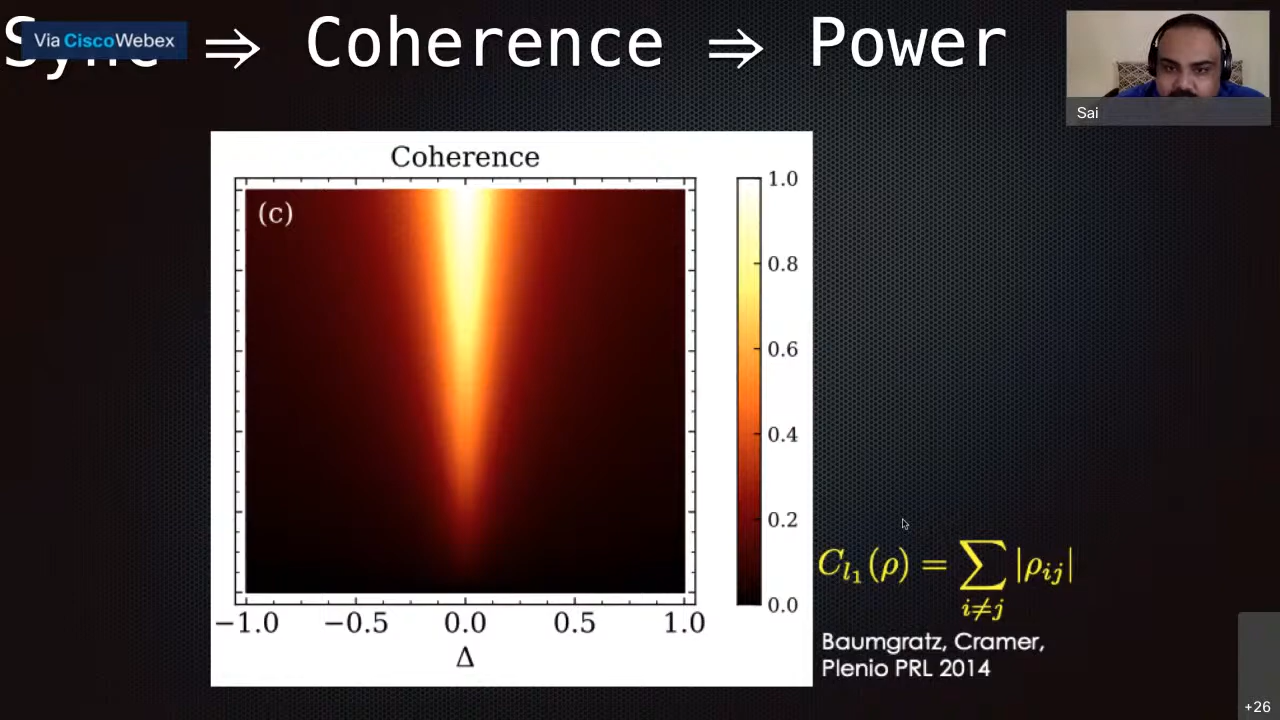 Sync ⇒ Coherence ⇒ Power
Via CiscoWebex
Sai
Coherence
(c)
1.0
0.8
0.6
0.4
0.2
0.0
−1.0 −0.5 0.0 0.5 1.0
Δ
C_{l_1}(ρ) = ∑_{i≠j} |ρ_{ij}|
Baumgratz, Cramer,
Plenio PRL 2014
+26